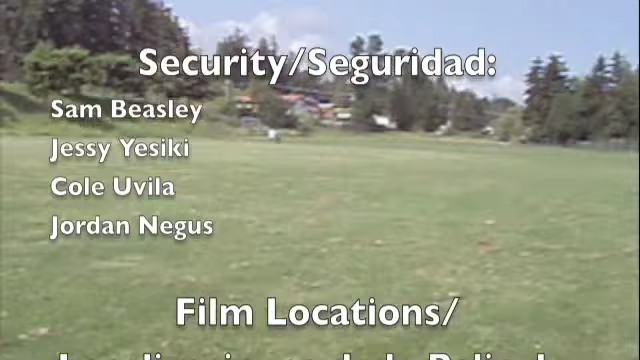 Security/Seguridad:
Sam Beasley
Jessy Yesiki
Cole Uvila
Jordan Negus
Film Locations/